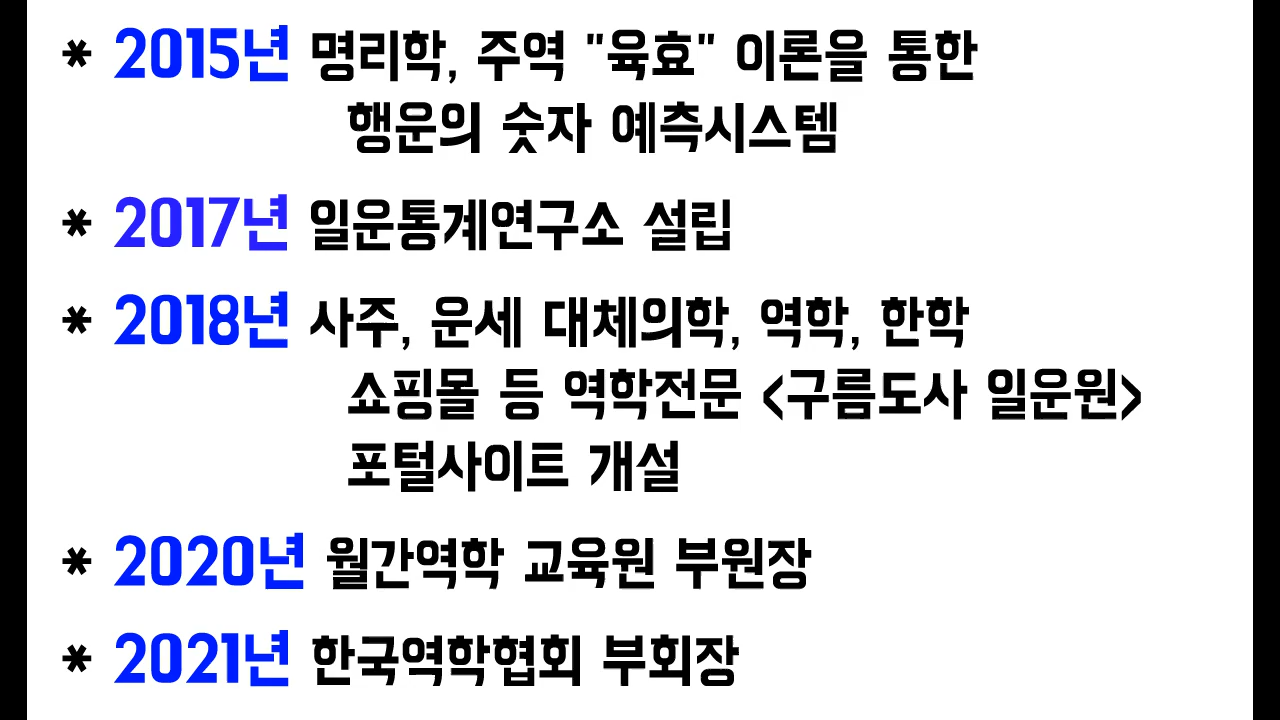 * 2015년 명리학, 주역 "육효" 이론을 통한
행운의 숫자 예측시스템
* 2017년 일운통계연구소 설립
* 2018년 사주, 운세 대체의학, 역학, 한학
쇼핑몰 등 역학전문 <구름도사 일운원>
포털사이트 개설
* 2020년 월간역학 교육원 부원장
* 2021년 한국역학협회 부회장